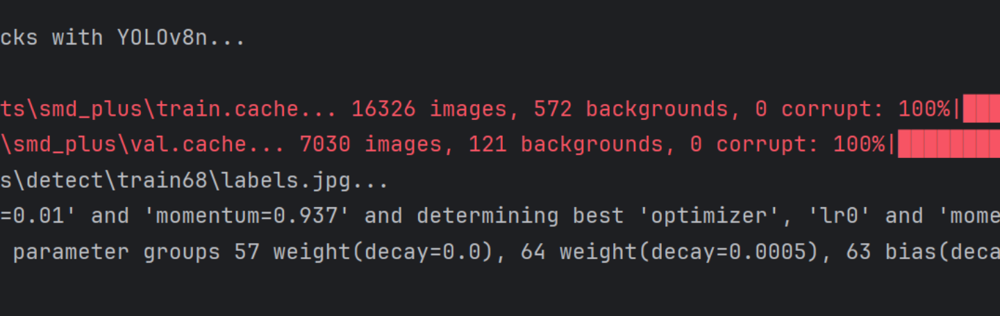 cks with YOLOv8n...
ts\smd_plus\train.cache... 16326 images, 572 backgrounds, 0 corrupt: 100%|
\smd_plus\val.cache... 7030 images, 121 backgrounds, 0 corrupt: 100%|
s\detect\train68\labels.jpg...
=0.01' and 'momentum=0.937' and determining best 'optimizer', 'lr0' and 'mome
parameter groups 57 weight(decay=0.0), 64 weight(decay=0.0005), 63 bias(deca